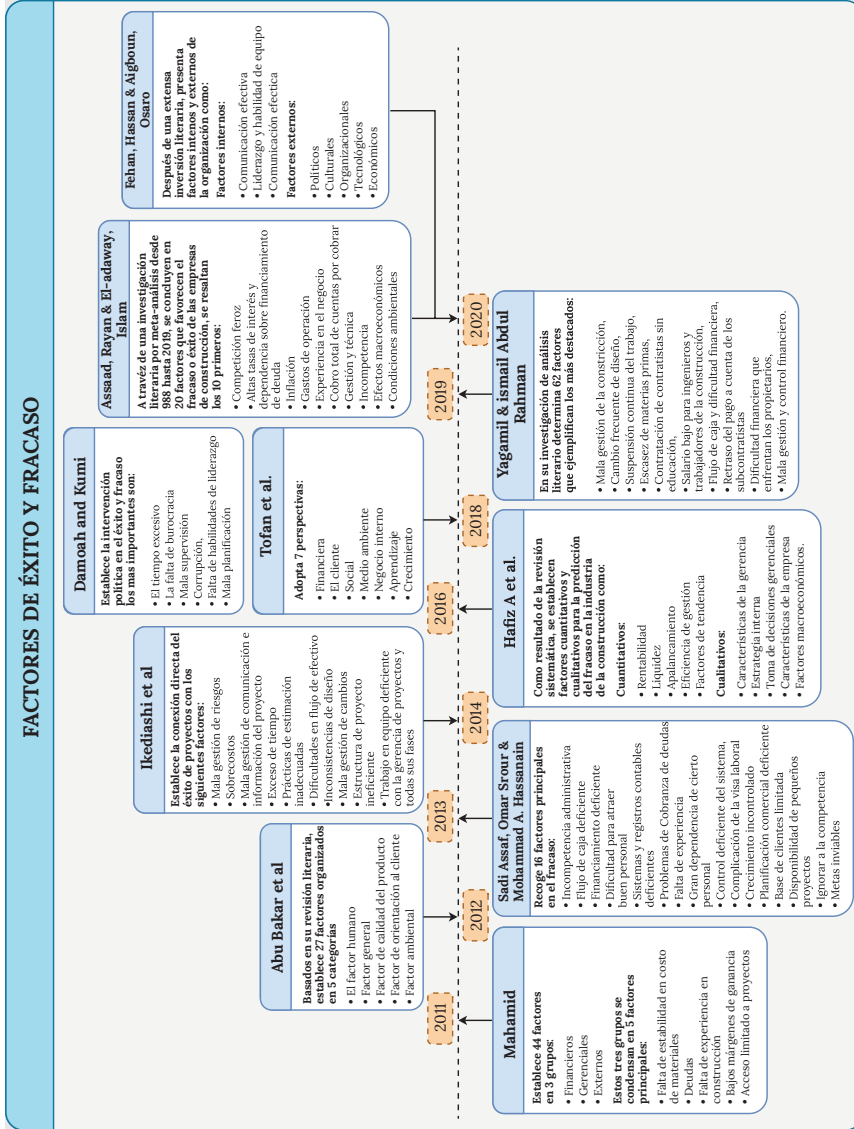 FACTORES DE ÉXITO Y FRACASO
Mahamid
Establece 44 factores
en 3 grupos:
• Financieros
• Gerenciales
• Externos
Estos tres grupos se
condensan en 5 factores
principales:
• Falta de estabilidad en costo
de materiales
• Deudas
• Falta de experiencia en
construcción
• Bajos márgenes de ganancia
• Acceso limitado a proyectos
2011
Abu Bakar et al
Basados en su revisión literaria,
establece 27 factores organizados
en 5 categorías
• El factor humano
• Factor general
• Factor de calidad del producto
• Factor de orientación al cliente
• Factor ambiental
2012
Sadi Assaf, Omar Srour &
Mohammad A. Hassanain
Recoge 16 factores principales
en el fracaso:
• Incompetencia administrativa
• Flujo de caja deficiente
• Financiamiento deficiente
• Dificultad para atraer
buen personal
• Sistemas y registros contables
deficientes
• Problemas de Cobranza de deudas
• Falta de experiencia
• Gran dependencia de cierto
personal
• Control deficiente del sistema,
• Complicación de la visa laboral
• Crecimiento incontrolado
• Planificación comercial deficiente
• Base de clientes limitada
• Disponibilidad de pequeños
proyectos
• Ignorar a la competencia
• Metas inviables
2013
Ikediashi et al
Establece la conexión directa del
éxito de proyectos con los
siguientes factores:
• Mala gestión de riesgos
• Sobrecostos
• Mala gestión de comunicación e
información del proyecto
• Exceso de tiempo
• Prácticas de estimación
inadecuadas
• Dificultades en flujo de efectivo
•Inconsistencias de diseño
• Mala gestión de cambios
• Estructura de proyecto
ineficiente
• Trabajo en equipo deficiente
con la gerencia de proyectos y
todas sus fases
2014
Hafiz A et al.
Como resultado de la revisión
sistemática, se establecen
factores cuantitativos y
cualitativos para la predicción
del fracaso en la industria
de la construcción como:
Cuantitativos:
• Rentabilidad
• Liquidez
• Apalancamiento
• Eficiencia de gestión
• Factores de tendencia
Cualitativos:
• Características de la gerencia
• Estrategia interna
• Toma de decisiones gerenciales
• Características de la empresa
• Factores macroeconómicos.
2016
Damoah and Kumi
Establece la intervención
política en el éxito y fracaso
los mas importantes son:
• El tiempo excesivo
• La falta de burocracia
• Mala supervisión
• Corrupción,
• Falta de habilidades de liderazgo
• Mala planificación
Tofan et al.
Adopta 7 perspectivas:
• Financiera
• El cliente
• Social
• Medio ambiente
• Negocio interno
• Aprendizaje
• Crecimiento
2018
Yagamil & ismail Abdul
Rahman
En su investigación de análisis
literario determina 62 factores
que ejemplifican los más destacados:
• Mala gestión de la constricción,
• Cambio frecuente de diseño,
• Suspensión continua del trabajo,
• Escasez de materias primas,
• Contratación de contratistas sin
educación,
• Salario bajo para ingenieros y
trabajadores de la construcción,
• Flujo de caja y dificultad financiera,
• Retraso del pago a cuenta de los
subcontratistas
• Dificultad financiera que
enfrentan los propietarios,
• Mala gestión y control financiero.
2019
Assaad, Rayan & El-adaway,
Islam
A travéz de una investigación
literaria por meta-análisis desde
988 hasta 2019, se concluyen en
20 factores que favorecen el
fracaso o éxito de las empresas
de construcción, se resaltan
los 10 primeros:
• Competición feroz
• Altas tasas de interés y
dependencia sobre financiamiento
de deuda
• Inflación
• Gastos de operación
• Experiencia en el negocio
• Cobro total de cuentas por cobrar
• Gestión y técnica
• Incompetencia
• Efectos macroeconómicos
• Condiciones ambientales
2020
Fehan, Hassan & Aigboun,
Osaro
Después de una extensa
inversión literaria, presenta
factores intenos y externos de
la organización como:
Factores internos:
• Comunicación efectiva
• Liderazgo y habilidad de equipo
• Comunicación efectica
Factores externos:
• Políticos
• Culturales
• Organizacionales
• Tecnológicos
• Económicos